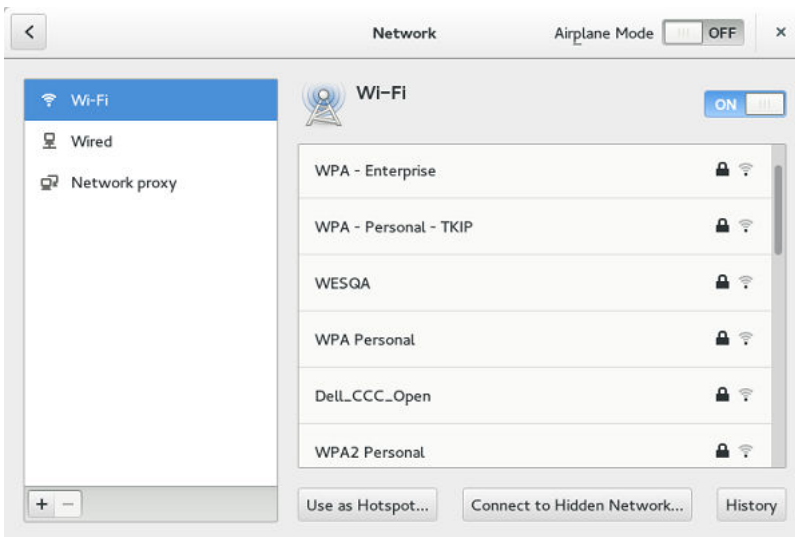 Network
Airplane Mode OFF
Wi-Fi
Wired
Network proxy
Wi-Fi
ON
WPA - Enterprise
WPA - Personal - TKIP
WESQA
WPA Personal
Dell_CCC_Open
WPA2 Personal
Use as Hotspot...
Connect to Hidden Network...
History